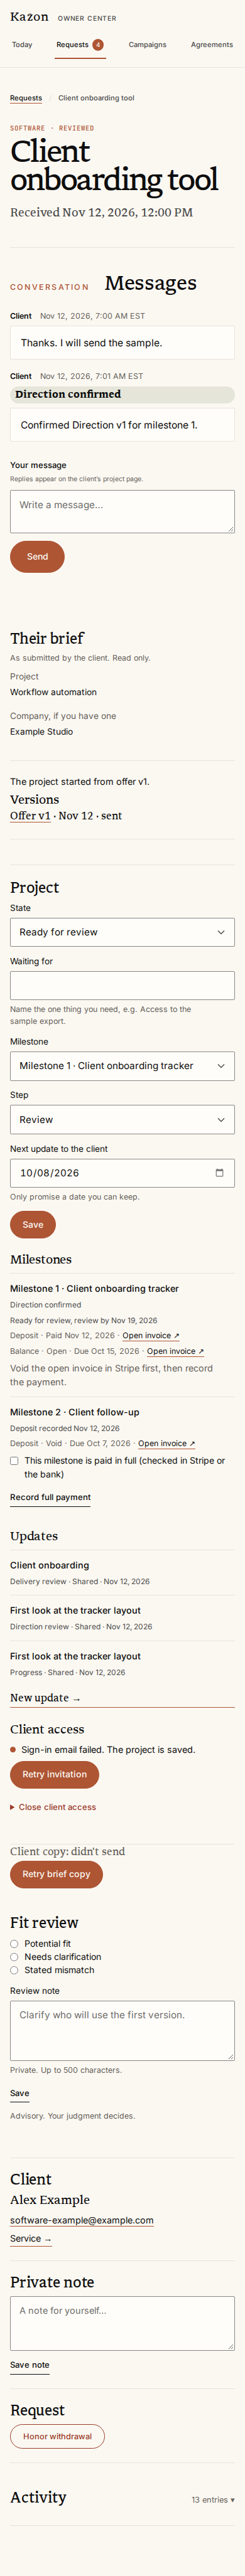 Kazon OWNER CENTER
Today Requests 4 Campaigns Agreements
Requests / Client onboarding tool
SOFTWARE · REVIEWED
Client
onboarding tool
Received Nov 12, 2026, 12:00 PM
CONVERSATION Messages
Client Nov 12, 2026, 7:00 AM EST
Thanks. I will send the sample.
Client Nov 12, 2026, 7:01 AM EST
Direction confirmed
Confirmed Direction v1 for milestone 1.
Your message
Replies appear on the client's project page.
Write a message...
Send
Their brief
As submitted by the client. Read only.
Project
Workflow automation
Company, if you have one
Example Studio
The project started from offer v1.
Versions
Offer v1 · Nov 12 · sent
Project
State
Ready for review
Waiting for
Name the one thing you need, e.g. Access to the
sample export.
Milestone
Milestone 1 · Client onboarding tracker
Step
Review
Next update to the client
10/08/2026
Only promise a date you can keep.
Save
Milestones
Milestone 1 · Client onboarding tracker
Direction confirmed
Ready for review, review by Nov 19, 2026
Deposit · Paid Nov 12, 2026 · Open invoice ↗
Balance · Open · Due Oct 15, 2026 · Open invoice ↗
Void the open invoice in Stripe first, then record
the payment.
Milestone 2 · Client follow-up
Deposit recorded Nov 12, 2026
Deposit · Void · Due Oct 7, 2026 · Open invoice ↗
This milestone is paid in full (checked in Stripe or
the bank)
Record full payment
Updates
Client onboarding
Delivery review · Shared · Nov 12, 2026
First look at the tracker layout
Direction review · Shared · Nov 12, 2026
First look at the tracker layout
Progress · Shared · Nov 12, 2026
New update →
Client access
Sign-in email failed. The project is saved.
Retry invitation
▶ Close client access
Client copy: didn't send
Retry brief copy
Fit review
Potential fit
Needs clarification
Stated mismatch
Review note
Clarify who will use the first version.
Private. Up to 500 characters.
Save
Advisory. Your judgment decides.
Client
Alex Example
software-example@example.com
Service →
Private note
A note for yourself...
Save note
Request
Honor withdrawal
Activity 13 entries ▾